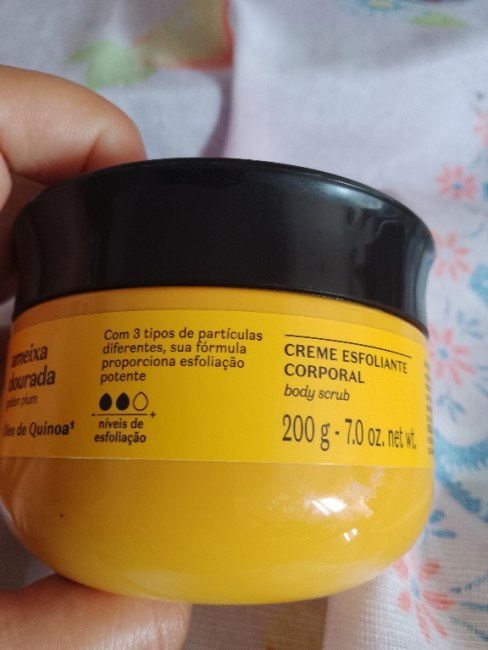 ameixa
dourada
golden plum
Óleo de Quinoa¹
Com 3 tipos de partículas
diferentes, sua fórmula
proporciona esfoliação
potente
- +
níveis de
esfoliação
CREME ESFOLIANTE
CORPORAL
body scrub
200 g - 7.0 oz. net wt.